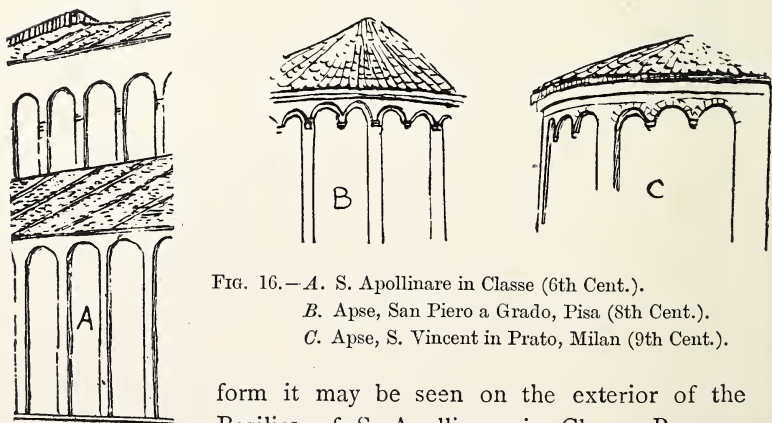 A
B
C
FIG. 16.—A. S. Apollinare in Classe (6th Cent.).
B. Apse, San Piero a Grado, Pisa (8th Cent.).
C. Apse, S. Vincent in Prato, Milan (9th Cent.).
form it may be seen on the exterior of the